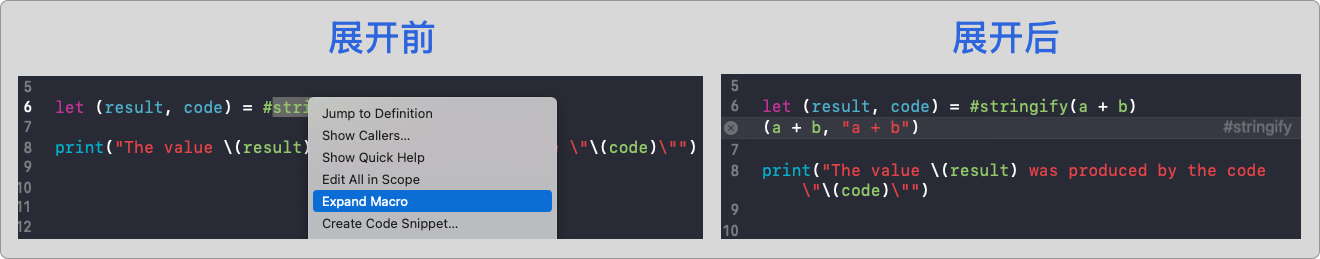 展开前
5
6 let (result, code) = #stri
7
8 print("The value \(result) \"\(code)\"")
9
10
11
12
Jump to Definition
Show Callers...
Show Quick Help
Edit All in Scope
Expand Macro
Create Code Snippet...
展开后
5
6 let (result, code) = #stringify(a + b)
(a + b, "a + b") #stringify
7
8 print("The value \(result) was produced by the code
\"\(code)\"")
9
10